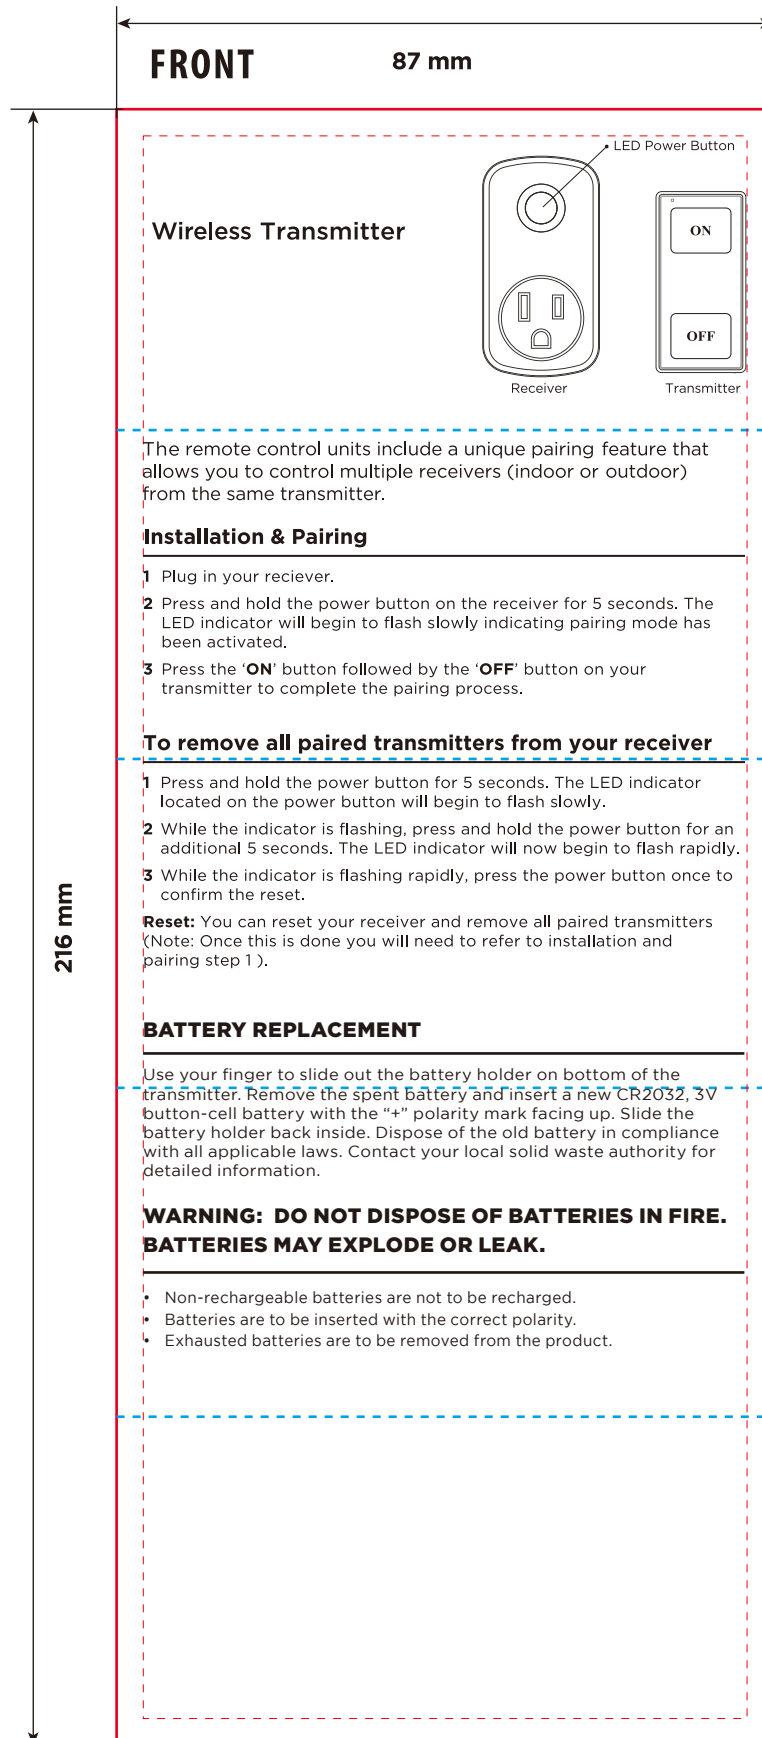 FRONT
87 mm
216 mm
LED Power Button
Wireless Transmitter
ON
OFF
Receiver
Transmitter
The remote control units include a unique pairing feature that
allows you to control multiple receivers (indoor or outdoor)
from the same transmitter.
Installation & Pairing
1 Plug in your reciever.
2 Press and hold the power button on the receiver for 5 seconds. The
LED indicator will begin to flash slowly indicating pairing mode has
been activated.
3 Press the ‘ON’ button followed by the ‘OFF’ button on your
transmitter to complete the pairing process.
To remove all paired transmitters from your receiver
1 Press and hold the power button for 5 seconds. The LED indicator
located on the power button will begin to flash slowly.
2 While the indicator is flashing, press and hold the power button for an
additional 5 seconds. The LED indicator will now begin to flash rapidly.
3 While the indicator is flashing rapidly, press the power button once to
confirm the reset.
Reset: You can reset your receiver and remove all paired transmitters
(Note: Once this is done you will need to refer to installation and
pairing step 1 ).
BATTERY REPLACEMENT
Use your finger to slide out the battery holder on bottom of the
transmitter. Remove the spent battery and insert a new CR2032, 3V
button-cell battery with the “+” polarity mark facing up. Slide the
battery holder back inside. Dispose of the old battery in compliance
with all applicable laws. Contact your local solid waste authority for
detailed information.
WARNING: DO NOT DISPOSE OF BATTERIES IN FIRE.
BATTERIES MAY EXPLODE OR LEAK.
• Non-rechargeable batteries are not to be recharged.
• Batteries are to be inserted with the correct polarity.
• Exhausted batteries are to be removed from the product.